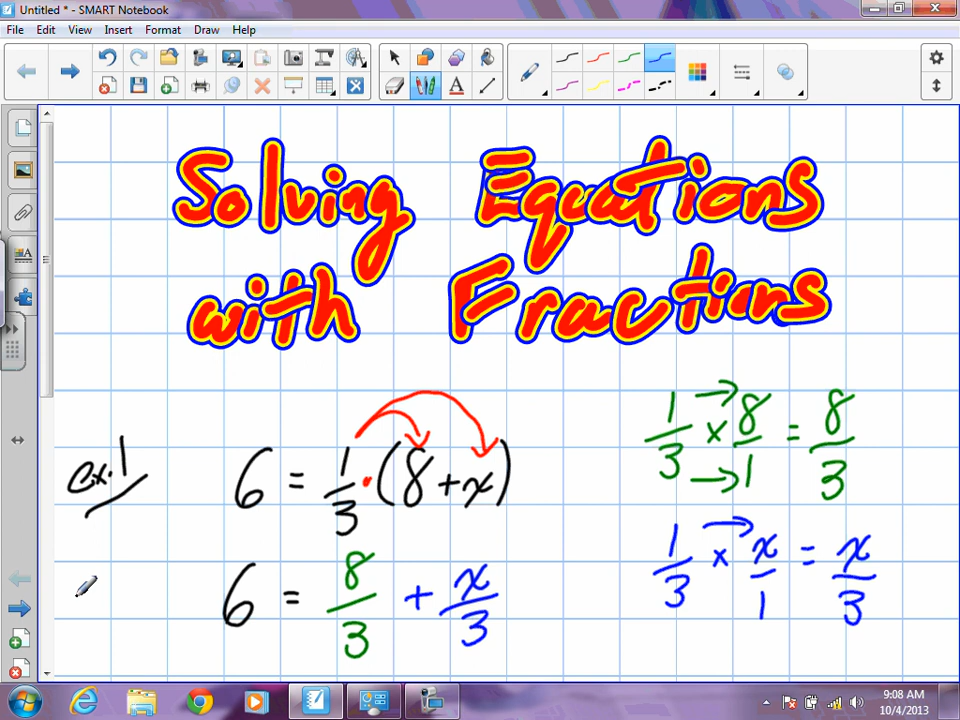 Untitled * - SMART Notebook
File Edit View Insert Format Draw Help
Solving Equations
with Fractions
ex. 1
6 = 1/3 · (8 + x)
6 = 8/3 + x/3
1/3 × 8/1 = 8/3
1/3 × x/1 = x/3
9:08 AM
10/4/2013